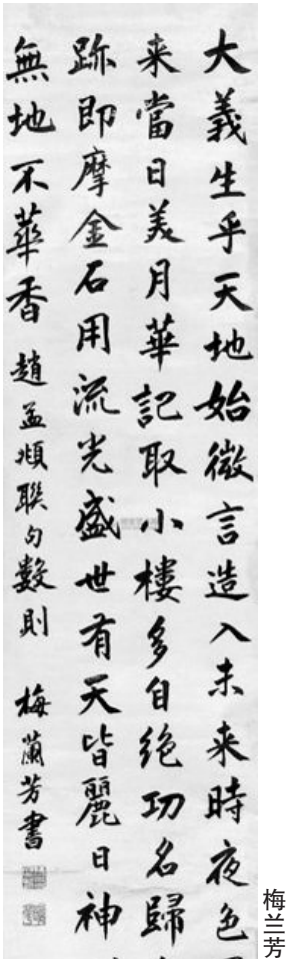 大義生乎天地始微言造入未来時夜色
来當日美月華記取小樓多自绝功名歸
跡即摩金石用流光盛世有天皆麗日神
無地不華香 趙孟頫聯句數則 梅蘭芳書
梅兰芳